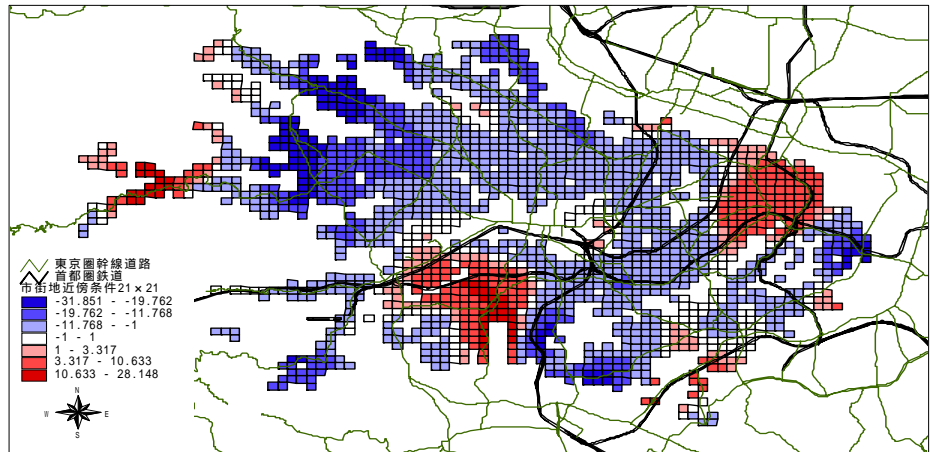 東京圏幹線道路
首都圏鉄道
市街地近傍条件21×21
-31.851 - -19.762
-19.762 - -11.768
-11.768 - -1
-1 - 1
1 - 3.317
3.317 - 10.633
10.633 - 28.148
N
W E
S